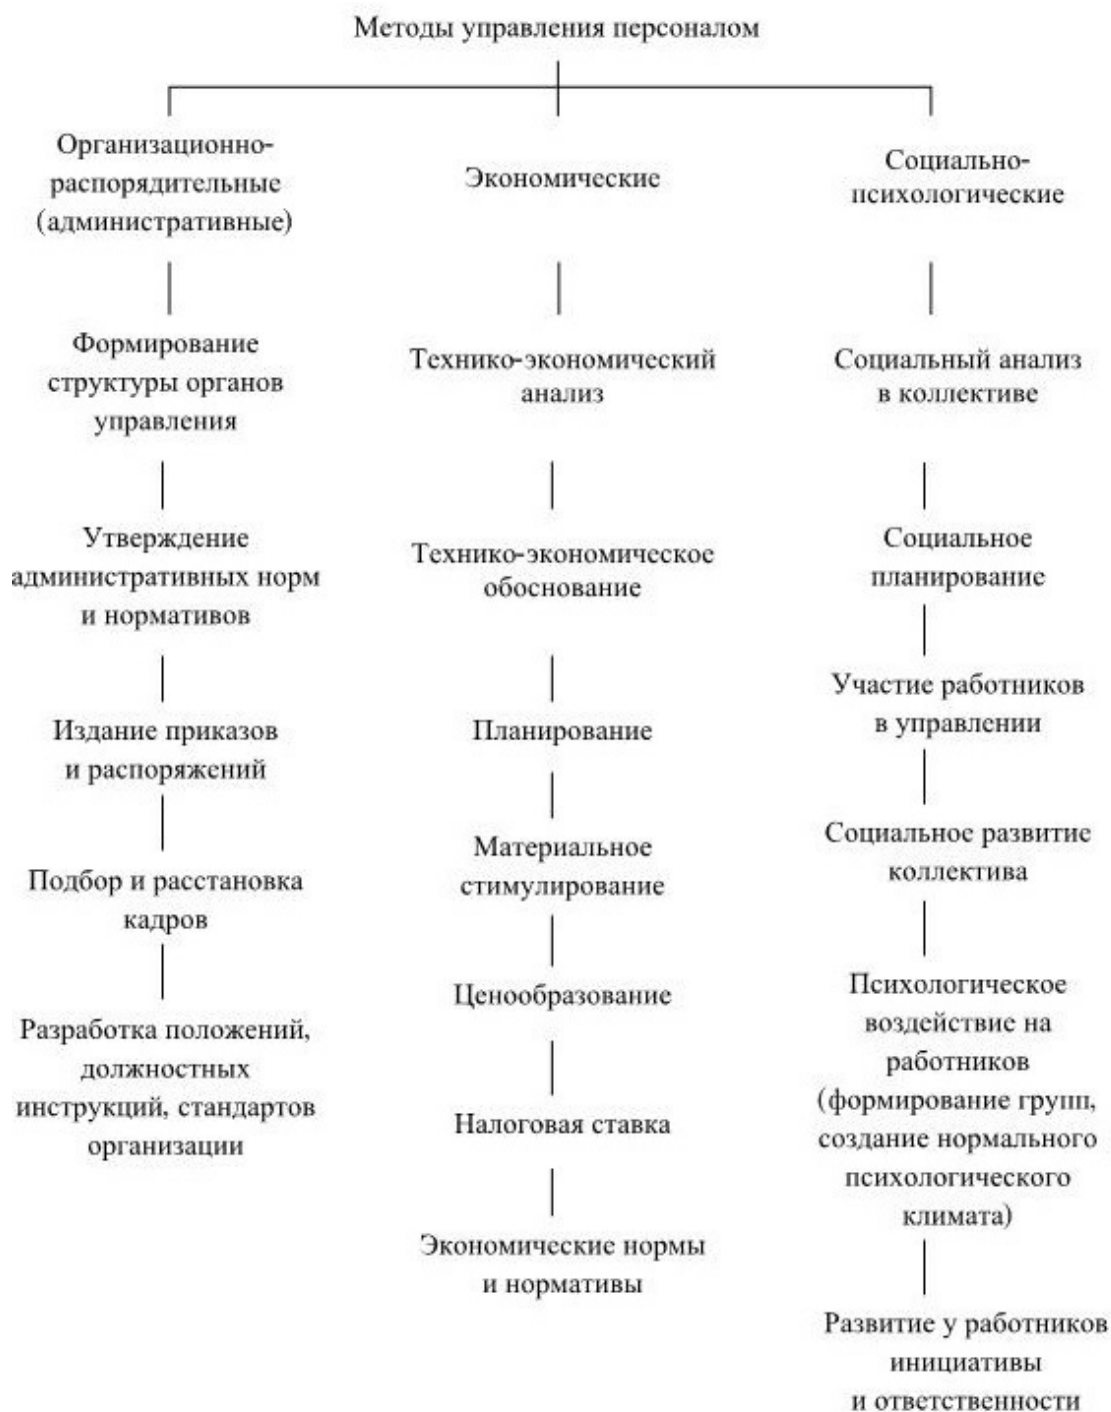 Методы управления персоналом
Организационно-
распорядительные
(административные)
Формирование
структуры органов
управления
Утверждение
административных норм
и нормативов
Издание приказов
и распоряжений
Подбор и расстановка
кадров
Разработка положений,
должностных
инструкций, стандартов
организации
Экономические
Технико-экономический
анализ
Технико-экономическое
обоснование
Планирование
Материальное
стимулирование
Ценообразование
Налоговая ставка
Экономические нормы
и нормативы
Социально-
психологические
Социальный анализ
в коллективе
Социальное
планирование
Участие работников
в управлении
Социальное развитие
коллектива
Психологическое
воздействие на
работников
(формирование групп,
создание нормального
психологического
климата)
Развитие у работников
инициативы
и ответственности